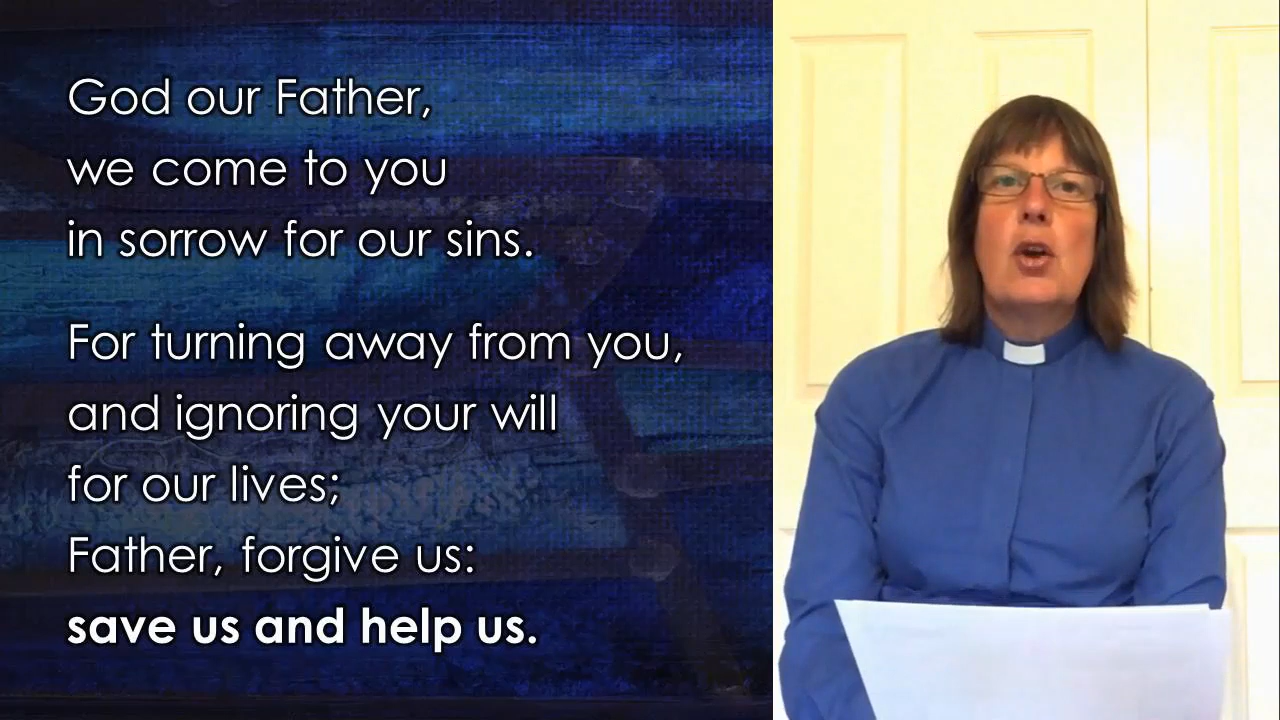 God our Father,
we come to you
in sorrow for our sins.
For turning away from you,
and ignoring your will
for our lives;
Father, forgive us:
save us and help us.